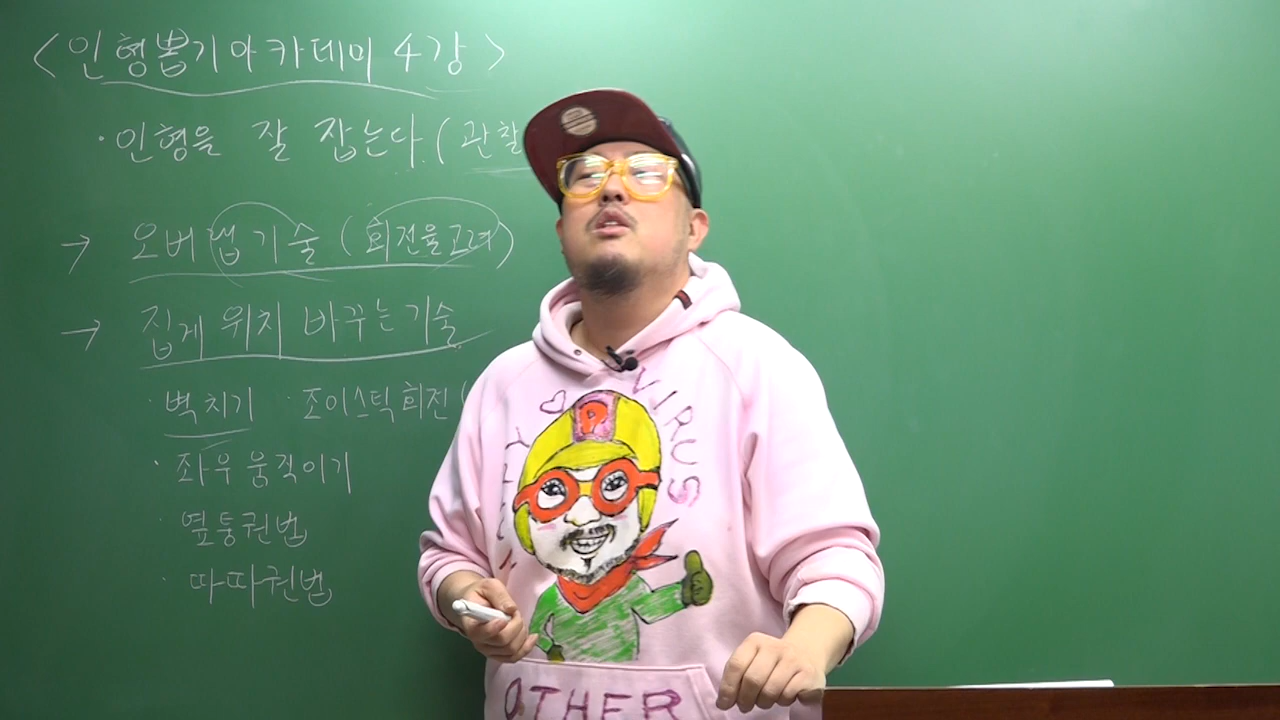 <인형뽑기아카데미 4강>
· 인형을 잘 잡는다. (관찰
→ 오버랩기술 (회전율고려)
→ 집게 위치 바꾸는기술
· 벽치기 · 조이스틱회전 (
· 좌우 움직이기
· 옆퉁권법
· 따따권법
VIRUS
P
OTHER